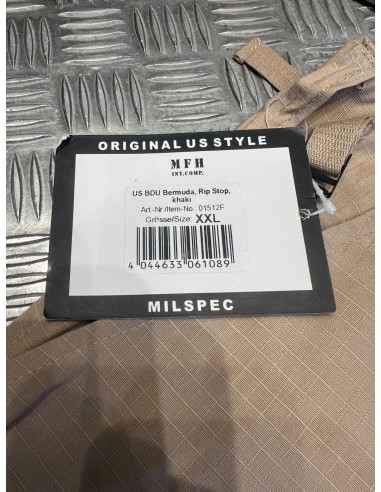 ORIGINAL US STYLE
MFH
INT.COMP.
US BDU Bermuda, Rip Stop,
khaki
Art-Nr./Item-No.: 01512F
Grösse/Size: XXL
4 044633 061089
MILSPEC